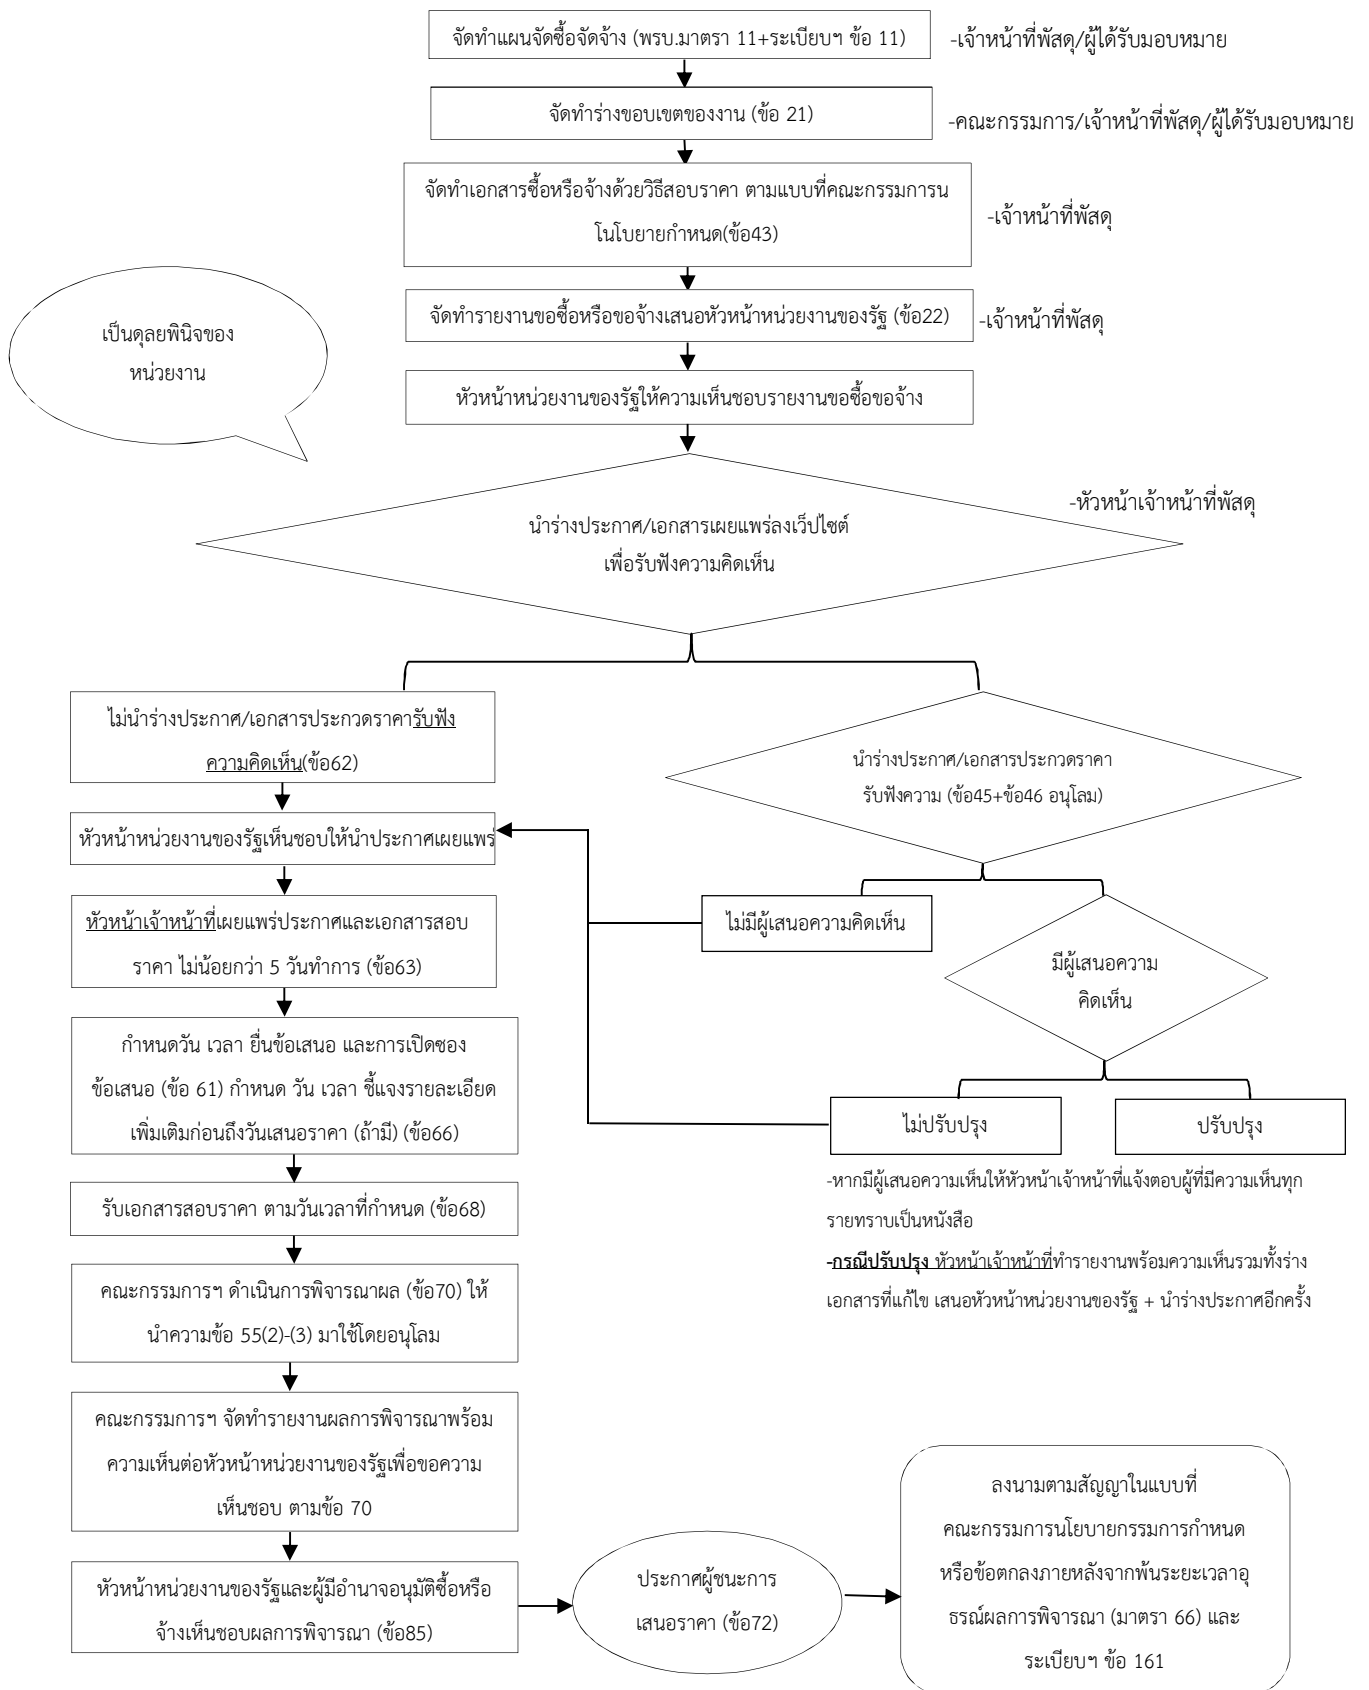 จัดทำแผนจัดซื้อจัดจ้าง (พรบ.มาตรา 11+ระเบียบฯ ข้อ 11)
-เจ้าหน้าที่พัสดุ/ผู้ได้รับมอบหมาย
จัดทำร่างขอบเขตของงาน (ข้อ 21)
-คณะกรรมการ/เจ้าหน้าที่พัสดุ/ผู้ได้รับมอบหมาย
จัดทำเอกสารซื้อหรือจ้างด้วยวิธีสอบราคา ตามแบบที่คณะกรรมการน
โนโบยายกำหนด(ข้อ43)
-เจ้าหน้าที่พัสดุ
จัดทำรายงานขอซื้อหรือขอจ้างเสนอหัวหน้าหน่วยงานของรัฐ (ข้อ22)
-เจ้าหน้าที่พัสดุ
เป็นดุลยพินิจของ
หน่วยงาน
หัวหน้าหน่วยงานของรัฐให้ความเห็นชอบรายงานขอซื้อขอจ้าง
-หัวหน้าเจ้าหน้าที่พัสดุ
นำร่างประกาศ/เอกสารเผยแพร่ลงเว็ปไซต์
เพื่อรับฟังความคิดเห็น
ไม่นำร่างประกาศ/เอกสารประกวดราคารับฟัง
ความคิดเห็น(ข้อ62)
นำร่างประกาศ/เอกสารประกวดราคา
รับฟังความ (ข้อ45+ข้อ46 อนุโลม)
หัวหน้าหน่วยงานของรัฐเห็นชอบให้นำประกาศเผยแพร่
หัวหน้าเจ้าหน้าที่เผยแพร่ประกาศและเอกสารสอบ
ราคา ไม่น้อยกว่า 5 วันทำการ (ข้อ63)
ไม่มีผู้เสนอความคิดเห็น
มีผู้เสนอความ
คิดเห็น
กำหนดวัน เวลา ยื่นข้อเสนอ และการเปิดซอง
ข้อเสนอ (ข้อ 61) กำหนด วัน เวลา ชี้แจงรายละเอียด
เพิ่มเติมก่อนถึงวันเสนอราคา (ถ้ามี) (ข้อ66)
ไม่ปรับปรุง
ปรับปรุง
-หากมีผู้เสนอความเห็นให้หัวหน้าเจ้าหน้าที่แจ้งตอบผู้ที่มีความเห็นทุก
รายทราบเป็นหนังสือ
-กรณีปรับปรุง หัวหน้าเจ้าหน้าที่ทำรายงานพร้อมความเห็นรวมทั้งร่าง
เอกสารที่แก้ไข เสนอหัวหน้าหน่วยงานของรัฐ + นำร่างประกาศอีกครั้ง
รับเอกสารสอบราคา ตามวันเวลาที่กำหนด (ข้อ68)
คณะกรรมการฯ ดำเนินการพิจารณาผล (ข้อ70) ให้
นำความข้อ 55(2)-(3) มาใช้โดยอนุโลม
คณะกรรมการฯ จัดทำรายงานผลการพิจารณาพร้อม
ความเห็นต่อหัวหน้าหน่วยงานของรัฐเพื่อขอความ
เห็นชอบ ตามข้อ 70
หัวหน้าหน่วยงานของรัฐและผู้มีอำนาจอนุมัติซื้อหรือ
จ้างเห็นชอบผลการพิจารณา (ข้อ85)
ประกาศผู้ชนะการ
เสนอราคา (ข้อ72)
ลงนามตามสัญญาในแบบที่
คณะกรรมการนโยบายกรรมการกำหนด
หรือข้อตกลงภายหลังจากพ้นระยะเวลาอุ
ธรณ์ผลการพิจารณา (มาตรา 66) และ
ระเบียบฯ ข้อ 161